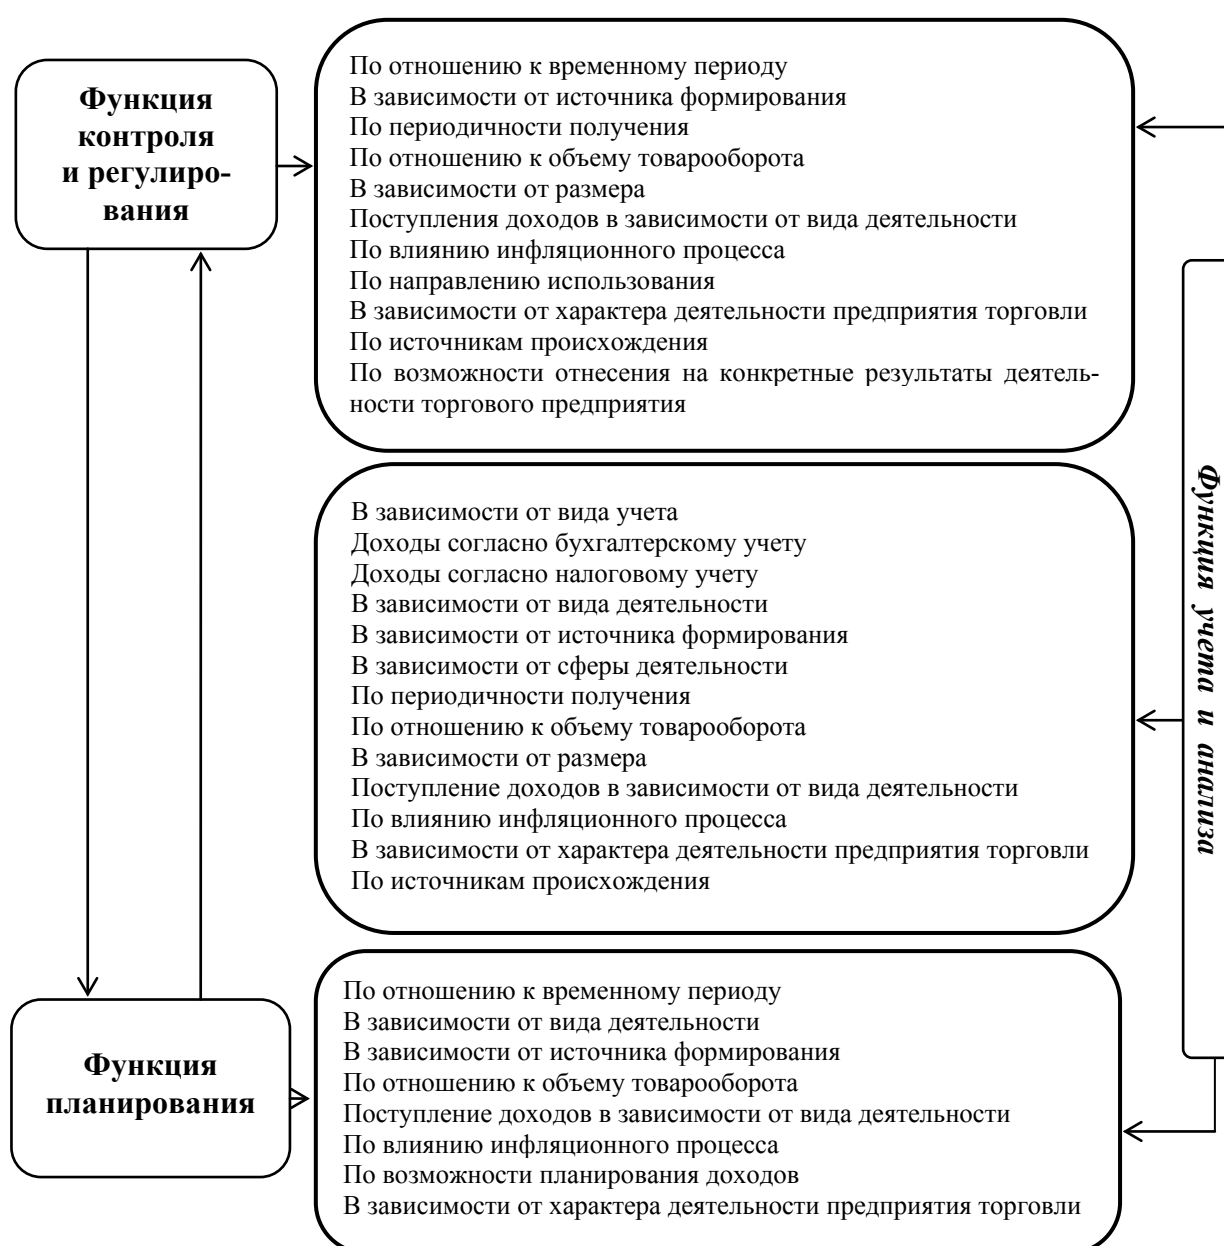 Функция
контроля
и регулиро-
вания
По отношению к временному периоду
В зависимости от источника формирования
По периодичности получения
По отношению к объему товарооборота
В зависимости от размера
Поступления доходов в зависимости от вида деятельности
По влиянию инфляционного процесса
По направлению использования
В зависимости от характера деятельности предприятия торговли
По источникам происхождения
По возможности отнесения на конкретные результаты деятель-
ности торгового предприятия
В зависимости от вида учета
Доходы согласно бухгалтерскому учету
Доходы согласно налоговому учету
В зависимости от вида деятельности
В зависимости от источника формирования
В зависимости от сферы деятельности
По периодичности получения
По отношению к объему товарооборота
В зависимости от размера
Поступление доходов в зависимости от вида деятельности
По влиянию инфляционного процесса
В зависимости от характера деятельности предприятия торговли
По источникам происхождения
Функция учета и анализа
Функция
планирования
По отношению к временному периоду
В зависимости от вида деятельности
В зависимости от источника формирования
По отношению к объему товарооборота
Поступление доходов в зависимости от вида деятельности
По влиянию инфляционного процесса
По возможности планирования доходов
В зависимости от характера деятельности предприятия торговли